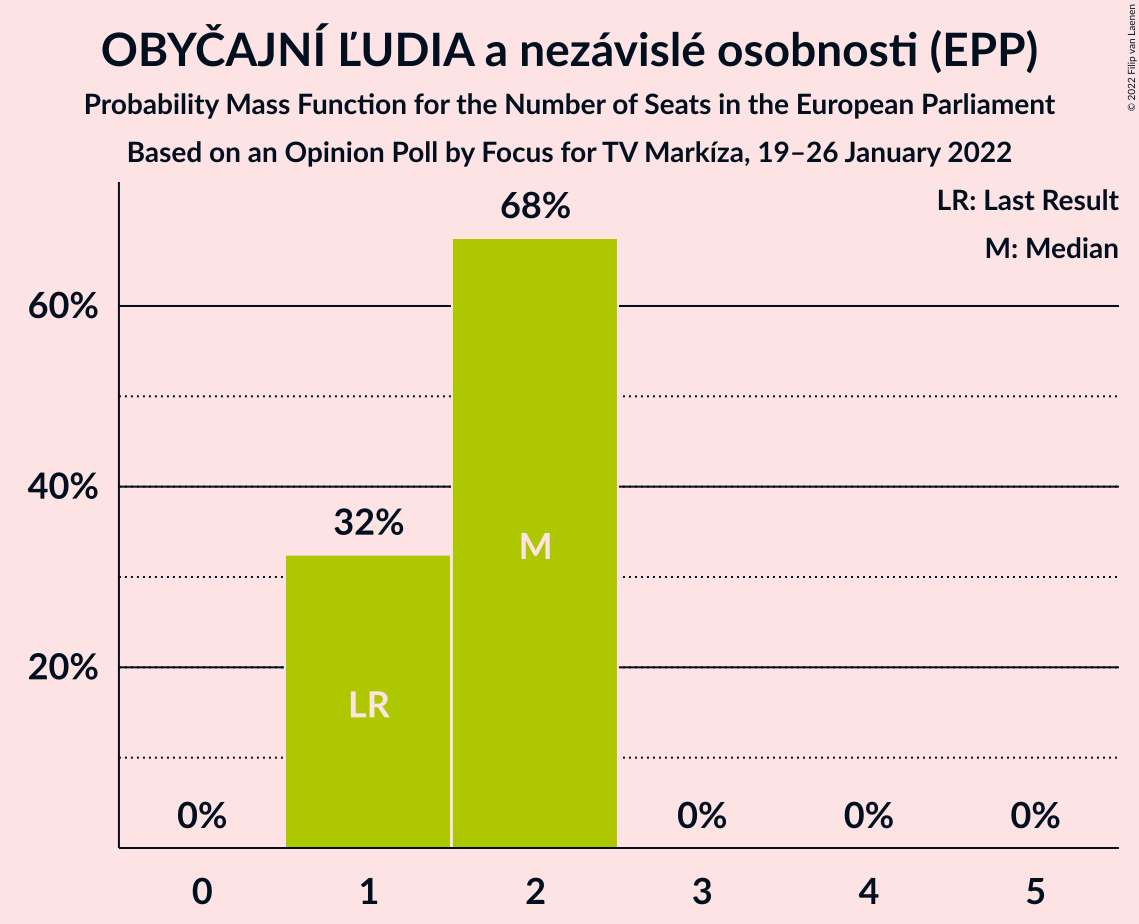 OBYČAJNÍ ĽUDIA a nezávislé osobnosti (EPP)
Probability Mass Function for the Number of Seats in the European Parliament
Based on an Opinion Poll by Focus for TV Markíza, 19–26 January 2022
© 2022 Filip van Laenen
LR: Last Result
M: Median
68%
60%
40%
32%
M
20%
LR
0%
0%
0%
0%
0 1 2 3 4 5